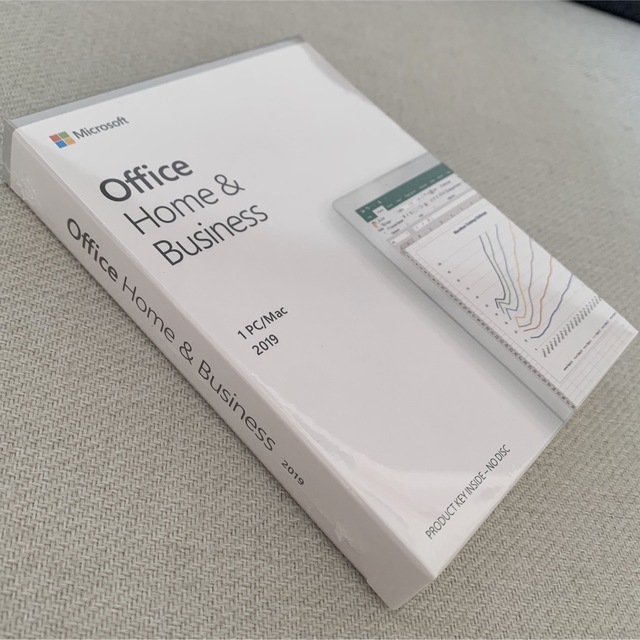 Microsoft
Office
Home &
Business
1 PC/Mac
2019
PRODUCT KEY INSIDE – NO DISC
Office Home & Business 2019